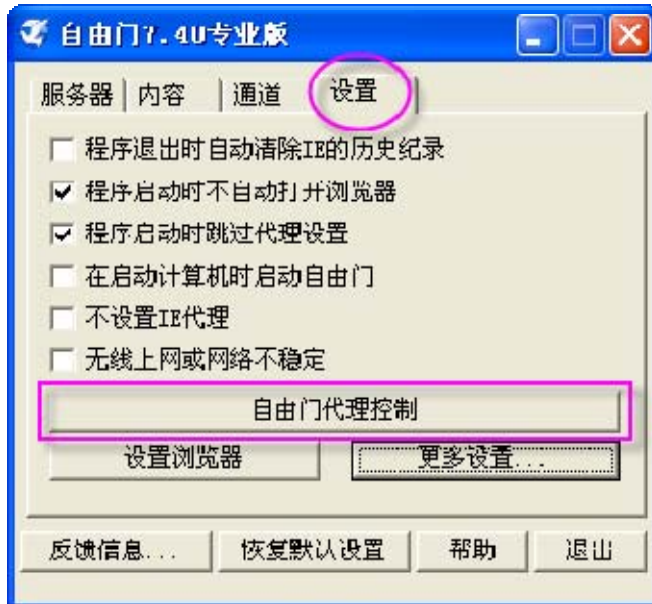 自由门7.40专业版
服务器 内容 通道 设置
程序退出时自动清除IE的历史纪录
程序启动时不自动打开浏览器
程序启动时跳过代理设置
在启动计算机时启动自由门
不设置IE代理
无线上网或网络不稳定
自由门代理控制
设置浏览器 更多设置...
反馈信息... 恢复默认设置 帮助 退出